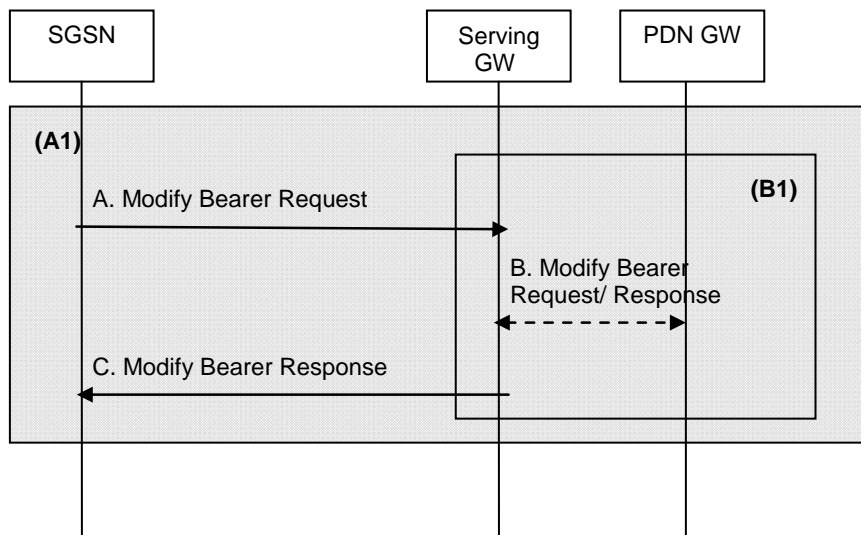 SGSN
Serving
GW
PDN GW
(A1)
A. Modify Bearer Request
(B1)
B. Modify Bearer
Request/ Response
C. Modify Bearer Response